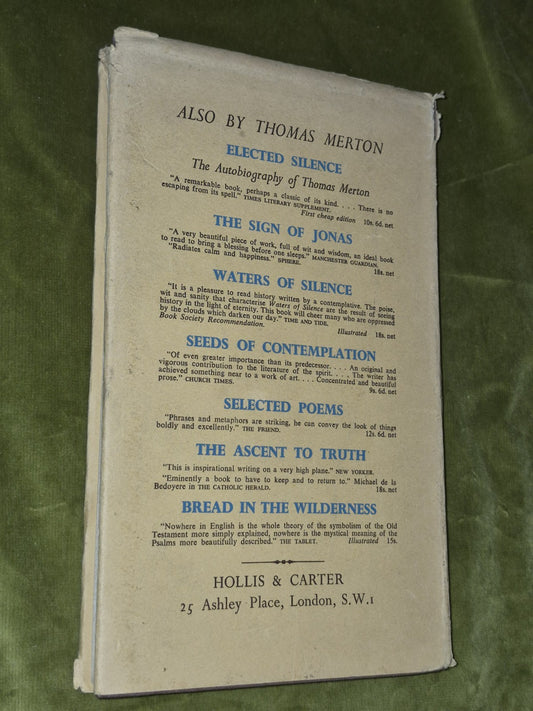 ALSO BY THOMAS MERTON
ELECTED SILENCE
The Autobiography of Thomas Merton
"A remarkable book, perhaps a classic of its kind. . . . There is no
escaping from its spell." TIMES LITERARY SUPPLEMENT.
First cheap edition 10s. 6d. net
THE SIGN OF JONAS
"A very beautiful piece of work, full of wit and wisdom, an ideal book
to read to bring a blessing before one sleeps." MANCHESTER GUARDIAN.
"Radiates calm and happiness." SPHERE. 18s. net
WATERS OF SILENCE
"It is a pleasure to read history written by a contemplative. The poise,
wit and sanity that characterise Waters of Silence are the result of seeing
history in the light of eternity. This book will cheer many who are oppressed
by the clouds which darken our day." TIME AND TIDE.
Book Society Recommendation. Illustrated 18s. net
SEEDS OF CONTEMPLATION
"Of even greater importance than its predecessor. . . . An original and
vigorous contribution to the literature of the spirit. . . . The writer has
achieved something near to a work of art. . . . Concentrated and beautiful
prose." CHURCH TIMES. 9s. 6d. net
SELECTED POEMS
"Phrases and metaphors are striking, he can convey the look of things
boldly and excellently." THE FRIEND. 12s. 6d. net
THE ASCENT TO TRUTH
"This is inspirational writing on a very high plane." NEW YORKER.
"Eminently a book to have to keep and to return to." Michael de la
Bedoyere in THE CATHOLIC HERALD. 18s. net
BREAD IN THE WILDERNESS
"Nowhere in English is the whole theory of the symbolism of the Old
Testament more simply explained, nowhere is the mystical meaning of the
Psalms more beautifully described." THE TABLET. Illustrated 15s.
HOLLIS & CARTER
25 Ashley Place, London, S.W.1